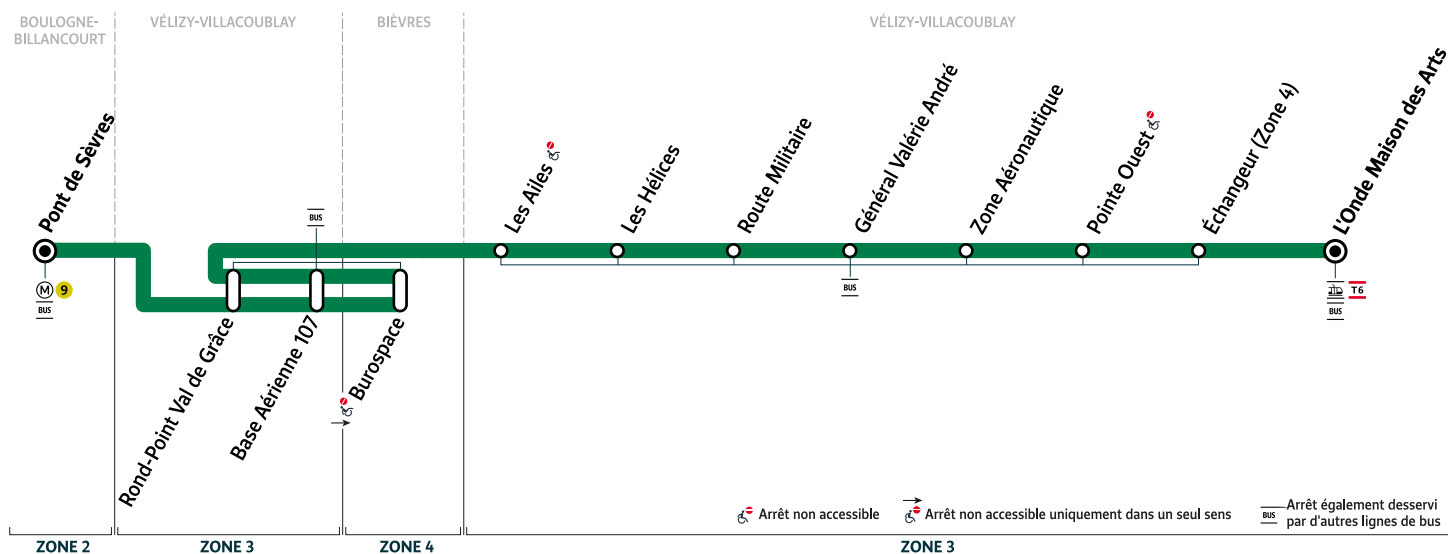 BOULOGNE-
BILLANCOURT
VÉLIZY-VILLACOUBLAY
BIÈVRES
VÉLIZY-VILLACOUBLAY
Pont de Sèvres
M 9
BUS
Rond-Point Val de Grâce
Base Aérienne 107
BUS
Burospace
Les Ailes
Les Hélices
Route Militaire
Général Valérie André
BUS
Zone Aéronautique
Pointe Ouest
Échangeur (Zone 4)
L'Onde Maison des Arts
T6
BUS
Arrêt non accessible
Arrêt non accessible uniquement dans un seul sens
BUS
Arrêt également desservi
par d'autres lignes de bus
ZONE 2
ZONE 3
ZONE 4
ZONE 3